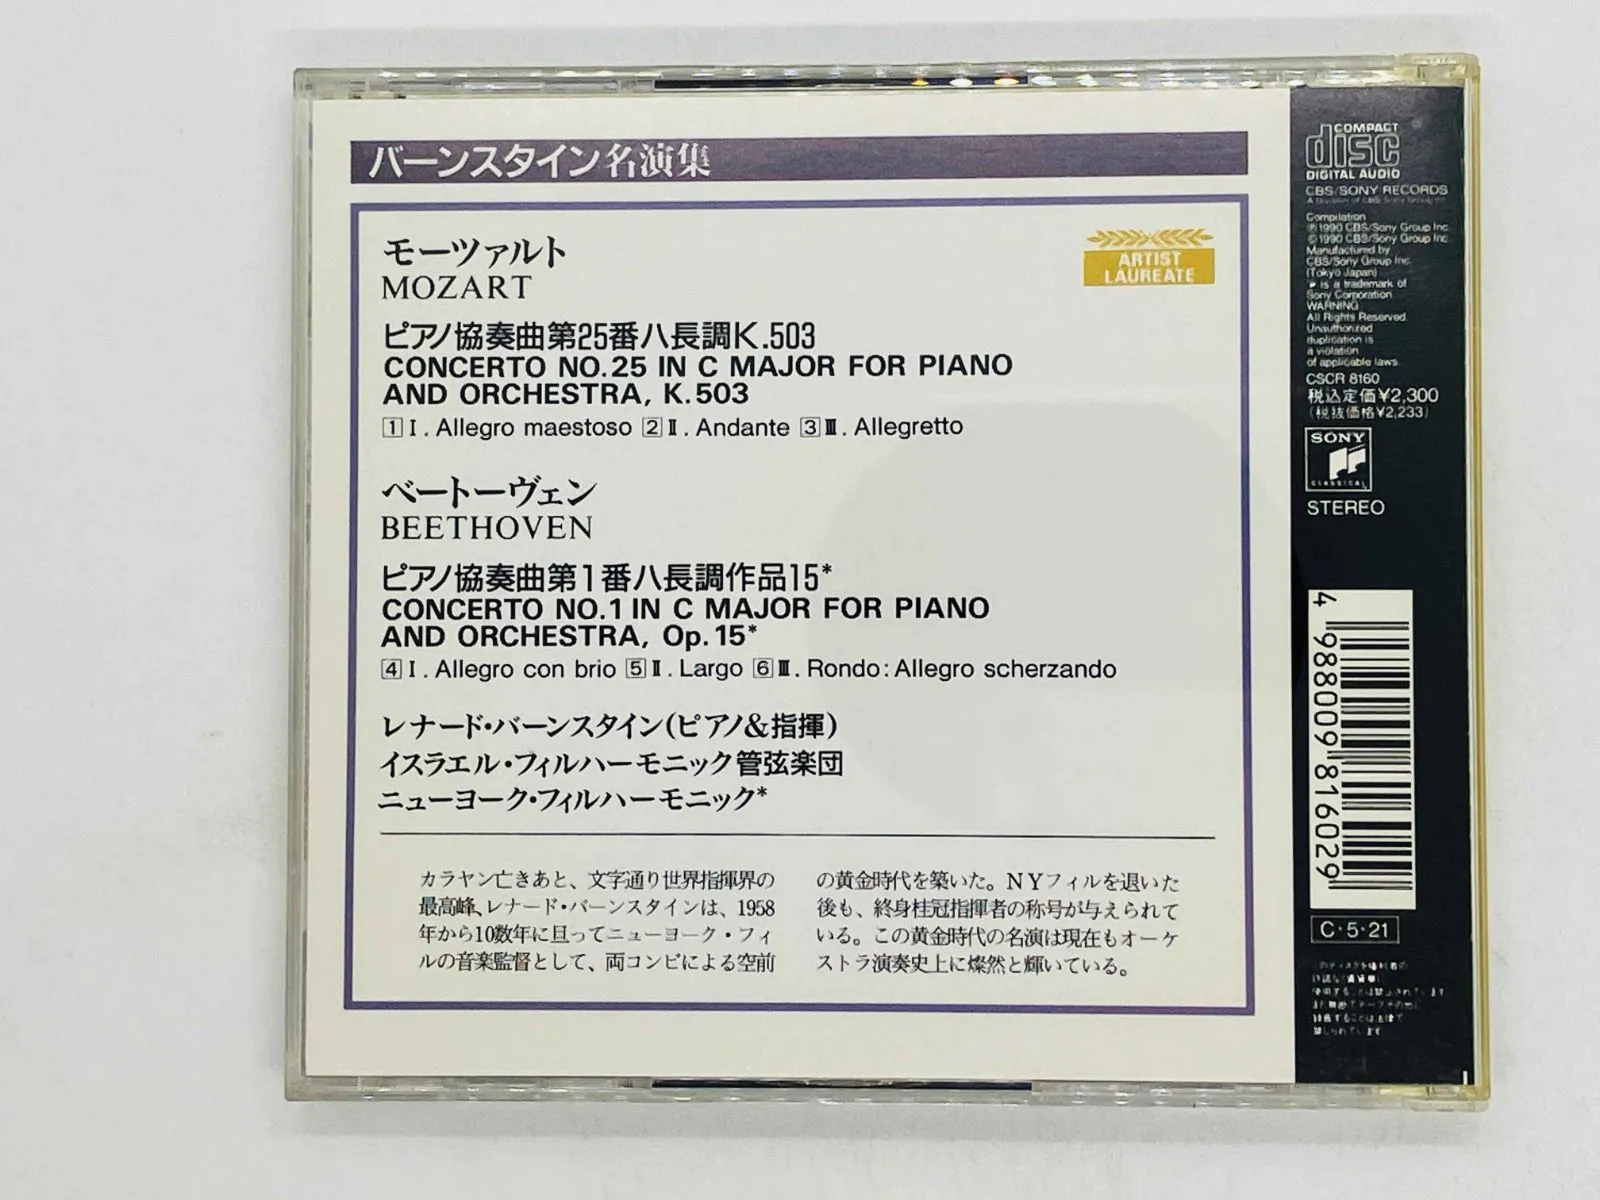 バーンスタイン名演集
モーツァルト
MOZART
ARTIST
LAUREATE
ピアノ協奏曲第25番ハ長調K.503
CONCERTO NO.25 IN C MAJOR FOR PIANO
AND ORCHESTRA, K.503
1 I. Allegro maestoso 2 II. Andante 3 III. Allegretto
ベートーヴェン
BEETHOVEN
ピアノ協奏曲第1番ハ長調作品15*
CONCERTO NO.1 IN C MAJOR FOR PIANO
AND ORCHESTRA, Op.15*
4 I. Allegro con brio 5 II. Largo 6 III. Rondo: Allegro scherzando
レナード・バーンスタイン(ピアノ&指揮)
イスラエル・フィルハーモニック管弦楽団
ニューヨーク・フィルハーモニック*
カラヤン亡きあと、文字通り世界指揮界の
最高峰、レナード・バーンスタインは、1958
年から10数年に亘ってニューヨーク・フィ
ルの音楽監督として、両コンビによる空前
の黄金時代を築いた。NYフィルを退いた
後も、終身桂冠指揮者の称号が与えられて
いる。この黄金時代の名演は現在もオーケ
ストラ演奏史上に燦然と輝いている。
COMPACT
disc
DIGITAL AUDIO
CBS/SONY RECORDS
A Division of CBS/Sony Group Inc.
Compilation
℗1990 CBS/Sony Group Inc.
©1990 CBS/Sony Group Inc.
Manufactured by
CBS/Sony Group Inc.
(Tokyo Japan)
is a trademark of
Sony Corporation
WARNING
All Rights Reserved.
Unauthorized
duplication is
a violation
of applicable laws.
CSCR 8160
税込定価¥2,300
(税抜価格¥2,233)
SONY
CLASSICAL
STEREO
4 988009 816029
C・5・21